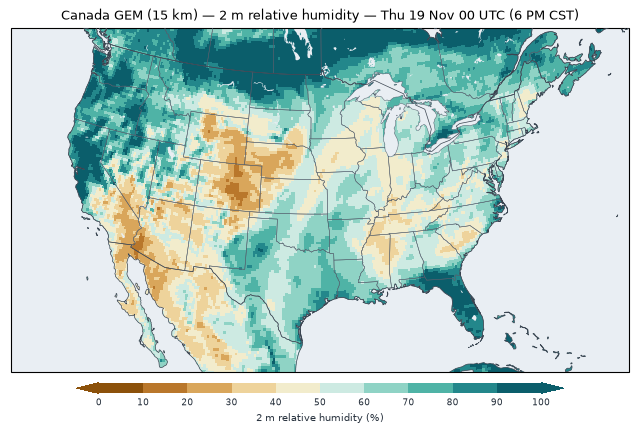 Canada GEM (15 km) — 2 m relative humidity — Thu 19 Nov 00 UTC (6 PM CST)
0 10 20 30 40 50 60 70 80 90 100
2 m relative humidity (%)